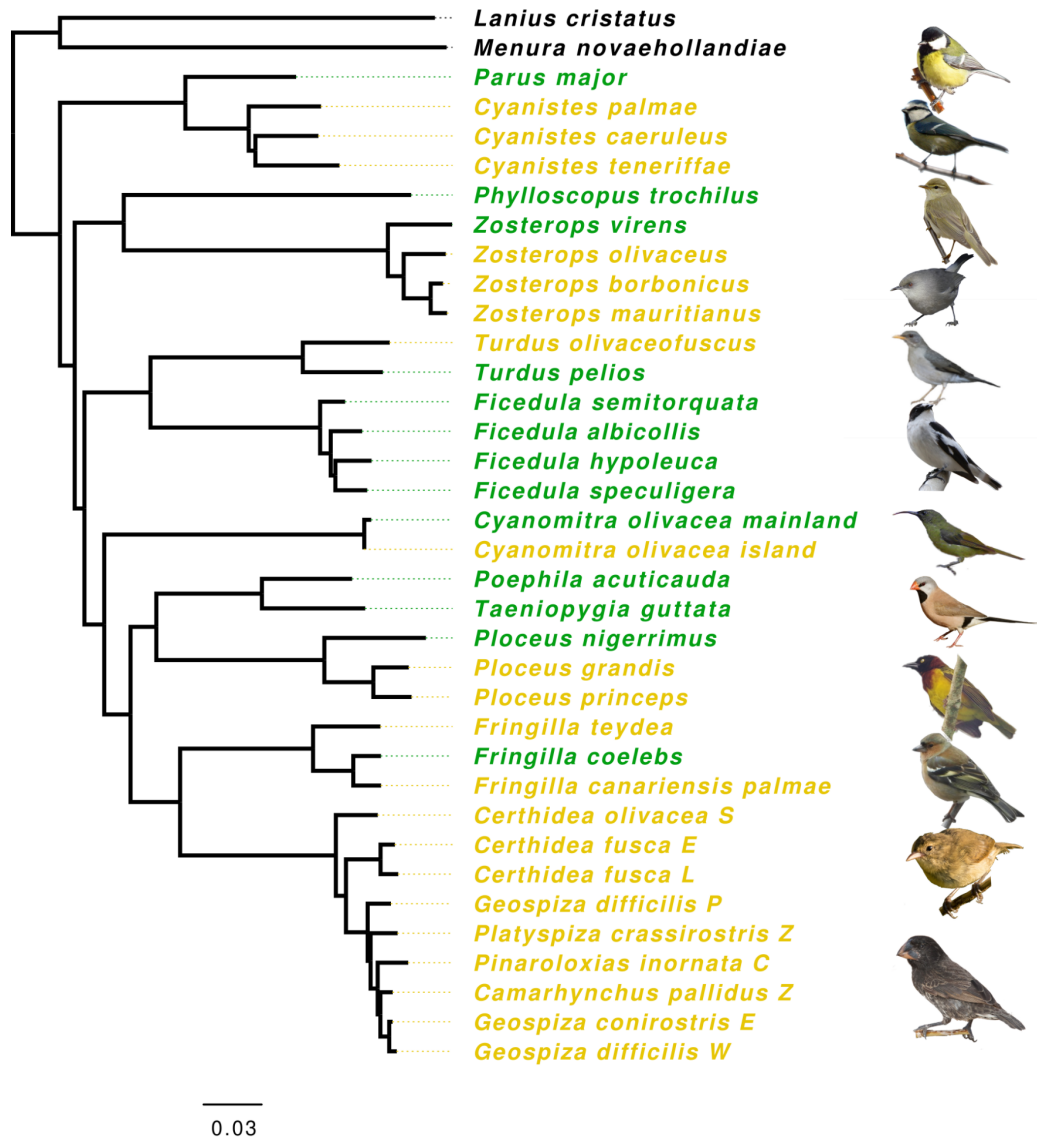 Lanius cristatus
Menura novaehollandiae
Parus major
Cyanistes palmae
Cyanistes caeruleus
Cyanistes teneriffae
Phylloscopus trochilus
Zosterops virens
Zosterops olivaceus
Zosterops borbonicus
Zosterops mauritianus
Turdus olivaceofuscus
Turdus pelios
Ficedula semitorquata
Ficedula albicollis
Ficedula hypoleuca
Ficedula speculigera
Cyanomitra olivacea mainland
Cyanomitra olivacea island
Poephila acuticauda
Taeniopygia guttata
Ploceus nigerrimus
Ploceus grandis
Ploceus princeps
Fringilla teydea
Fringilla coelebs
Fringilla canariensis palmae
Certhidea olivacea S
Certhidea fusca E
Certhidea fusca L
Geospiza difficilis P
Platyspiza crassirostris Z
Pinaroloxias inornata C
Camarhynchus pallidus Z
Geospiza conirostris E
Geospiza difficilis W
0.03